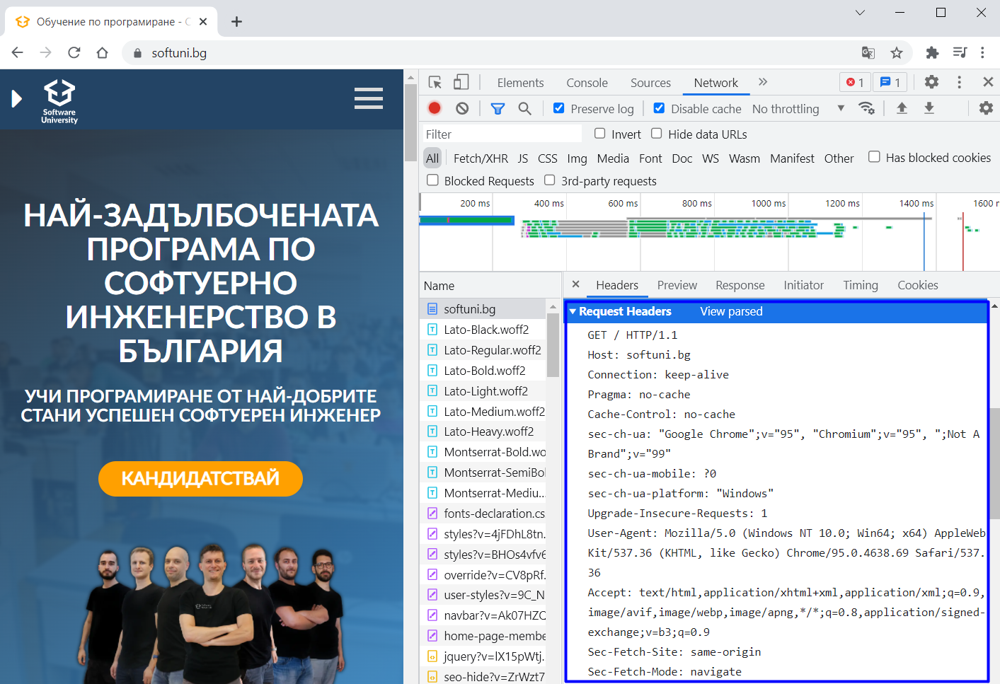 Обучение по програмиране - С
softuni.bg
Software
University
НАЙ-ЗАДЪЛБОЧЕНАТА
ПРОГРАМА ПО
СОФТУЕРНО
ИНЖЕНЕРСТВО В
БЪЛГАРИЯ
УЧИ ПРОГРАМИРАНЕ ОТ НАЙ-ДОБРИТЕ
СТАНИ УСПЕШЕН СОФТУЕРЕН ИНЖЕНЕР
КАНДИДАТСТВАЙ
Elements Console Sources Network » 1 1
Preserve log Disable cache No throttling
Filter Invert Hide data URLs
All Fetch/XHR JS CSS Img Media Font Doc WS Wasm Manifest Other Has blocked cookies
Blocked Requests 3rd-party requests
200 ms 400 ms 600 ms 800 ms 1000 ms 1200 ms 1400 ms 1600 m
Name
softuni.bg
Lato-Black.woff2
Lato-Regular.woff2
Lato-Bold.woff2
Lato-Light.woff2
Lato-Medium.woff2
Lato-Heavy.woff2
Montserrat-Bold.wo
Montserrat-SemiBol
Montserrat-Mediu...
fonts-declaration.cs
styles?v=4jFDhL8tn.
styles?v=BHOs4vfv6
override?v=CV8pRf.
user-styles?v=9C_N
navbar?v=Ak07HZC
home-page-membe
jquery?v=lX15pWtj.
seo-hide?v=ZrWzt7
Headers Preview Response Initiator Timing Cookies
Request Headers View parsed
GET / HTTP/1.1
Host: softuni.bg
Connection: keep-alive
Pragma: no-cache
Cache-Control: no-cache
sec-ch-ua: "Google Chrome";v="95", "Chromium";v="95", ";Not A
Brand";v="99"
sec-ch-ua-mobile: ?0
sec-ch-ua-platform: "Windows"
Upgrade-Insecure-Requests: 1
User-Agent: Mozilla/5.0 (Windows NT 10.0; Win64; x64) AppleWeb
Kit/537.36 (KHTML, like Gecko) Chrome/95.0.4638.69 Safari/537.
36
Accept: text/html,application/xhtml+xml,application/xml;q=0.9,
image/avif,image/webp,image/apng,*/*;q=0.8,application/signed-
exchange;v=b3;q=0.9
Sec-Fetch-Site: same-origin
Sec-Fetch-Mode: navigate